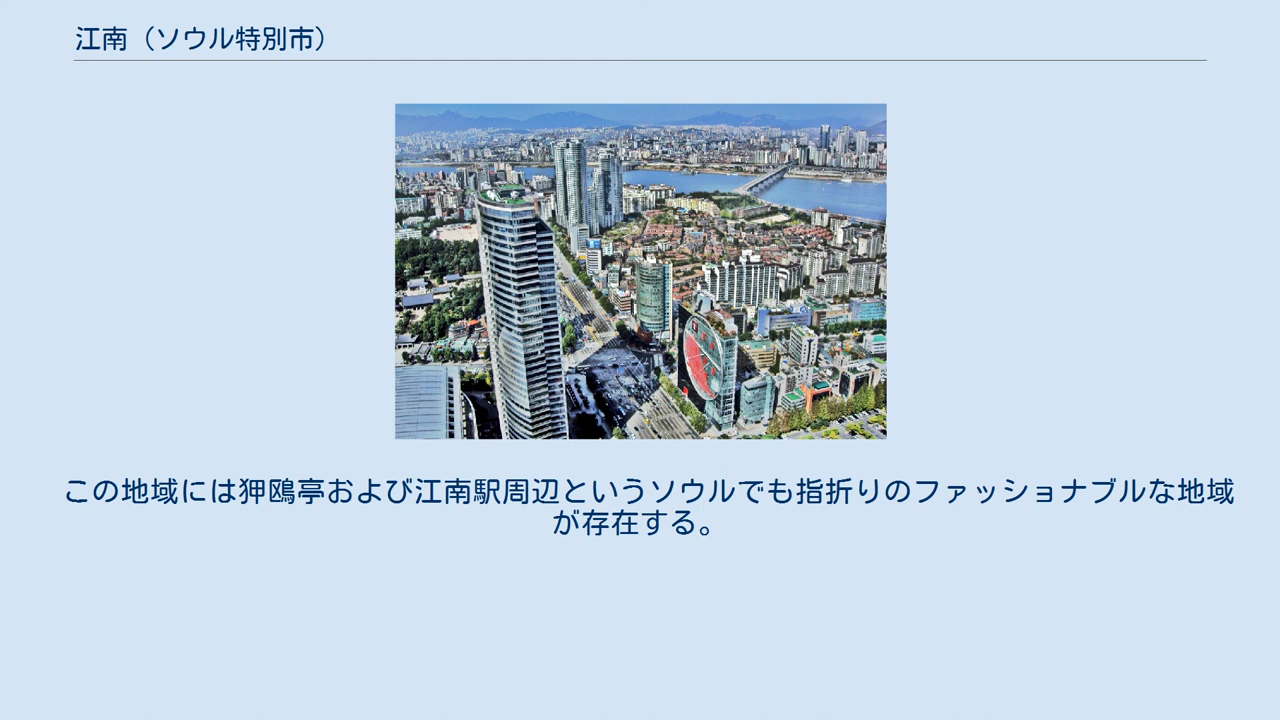 江南（ソウル特別市）
この地域には狎鴎亭および江南駅周辺というソウルでも指折りのファッショナブルな地域
が存在する。